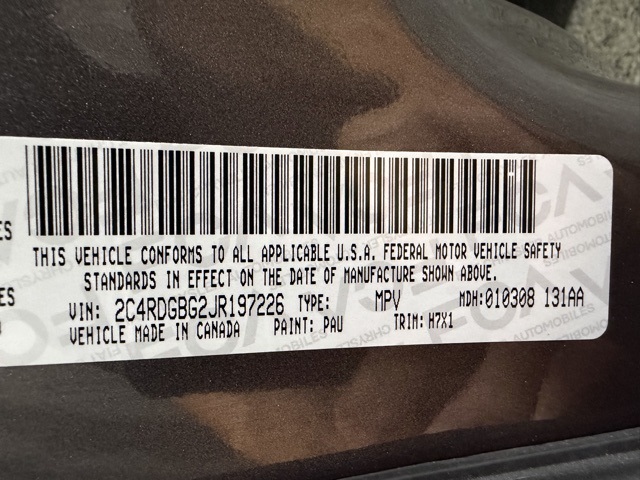 THIS VEHICLE CONFORMS TO ALL APPLICABLE U.S.A. FEDERAL MOTOR VEHICLE SAFETY
STANDARDS IN EFFECT ON THE DATE OF MANUFACTURE SHOWN ABOVE.
VIN: 2C4RDGBG2JR197226 TYPE: MPV MDH:010308 131AA
VEHICLE MADE IN CANADA PAINT: PAU TRIM: H7X1